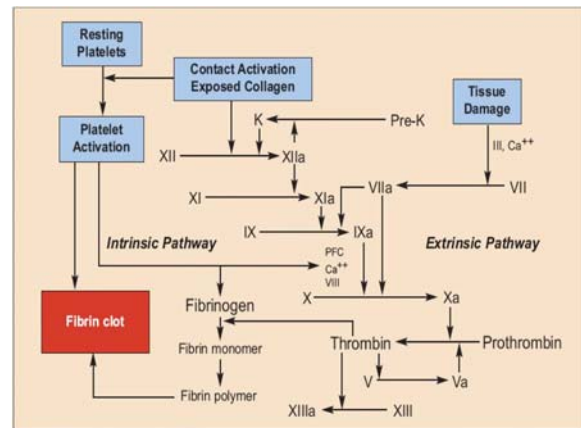 Resting
Platelets
Contact Activation
Exposed Collagen
Tissue
Damage
Platelet
Activation
K
Pre-K
III, Ca++
XII
XIIa
XI
XIa
VIIa
VII
IX
IXa
Intrinsic Pathway
Extrinsic Pathway
PFC
Ca++
VIII
Fibrinogen
X
Xa
Fibrin clot
Fibrin monomer
Thrombin
Prothrombin
V
Va
Fibrin polymer
XIIIa
XIII